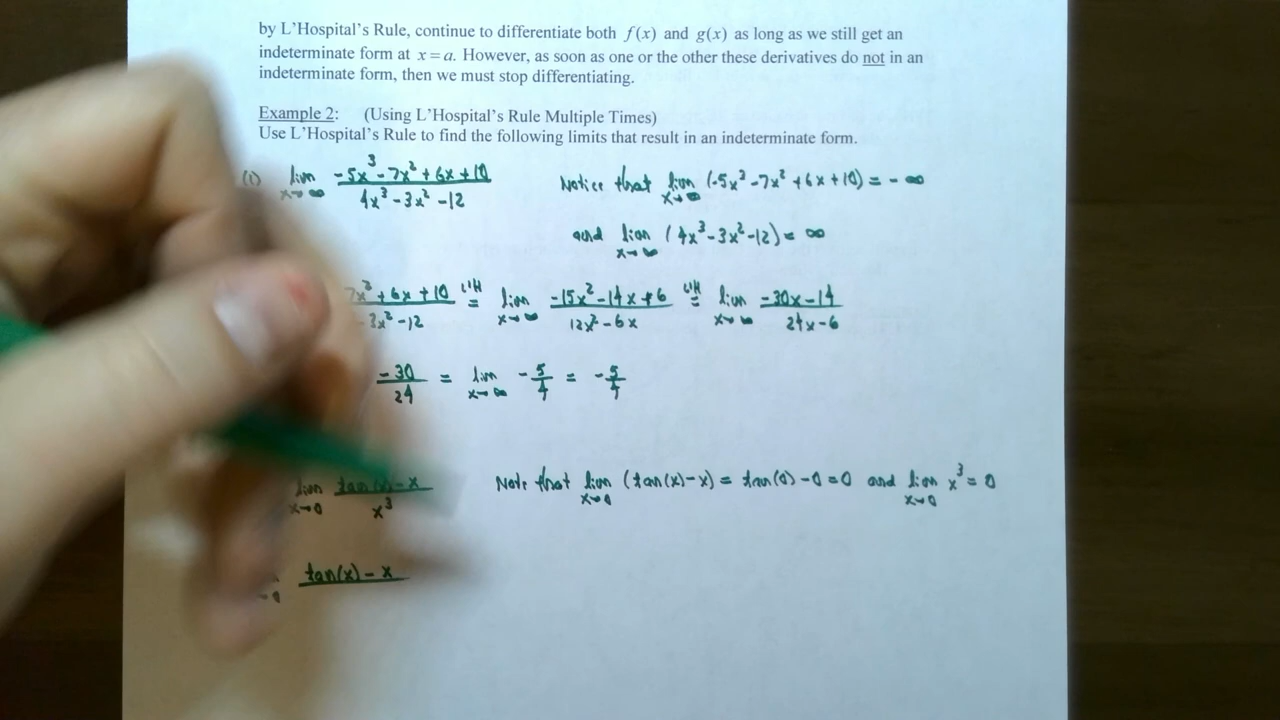 by L'Hospital's Rule, continue to differentiate both f(x) and g(x) as long as we still get an
indeterminate form at x = a. However, as soon as one or the other these derivatives do not in an
indeterminate form, then we must stop differentiating.
Example 2: (Using L'Hospital's Rule Multiple Times)
Use L'Hospital's Rule to find the following limits that result in an indeterminate form.
(1) lim x→∞ (-5x³ - 7x² + 6x + 10)/(4x³ - 3x² - 12) Notice that lim x→∞ (-5x³ - 7x² + 6x + 10) = -∞
and lim x→∞ (4x³ - 3x² - 12) = ∞
7x² + 6x + 10 / - 3x² - 12 L'H = lim x→∞ (-15x² - 14x + 6)/(12x² - 6x) L'H = lim x→∞ (-30x - 14)/(24x - 6)
-30/24 = lim x→∞ -5/4 = -5/4
lim x→0 (tan(x) - x)/x³ Note that lim x→0 (tan(x) - x) = tan(0) - 0 = 0 and lim x→0 x³ = 0
tan(x) - x